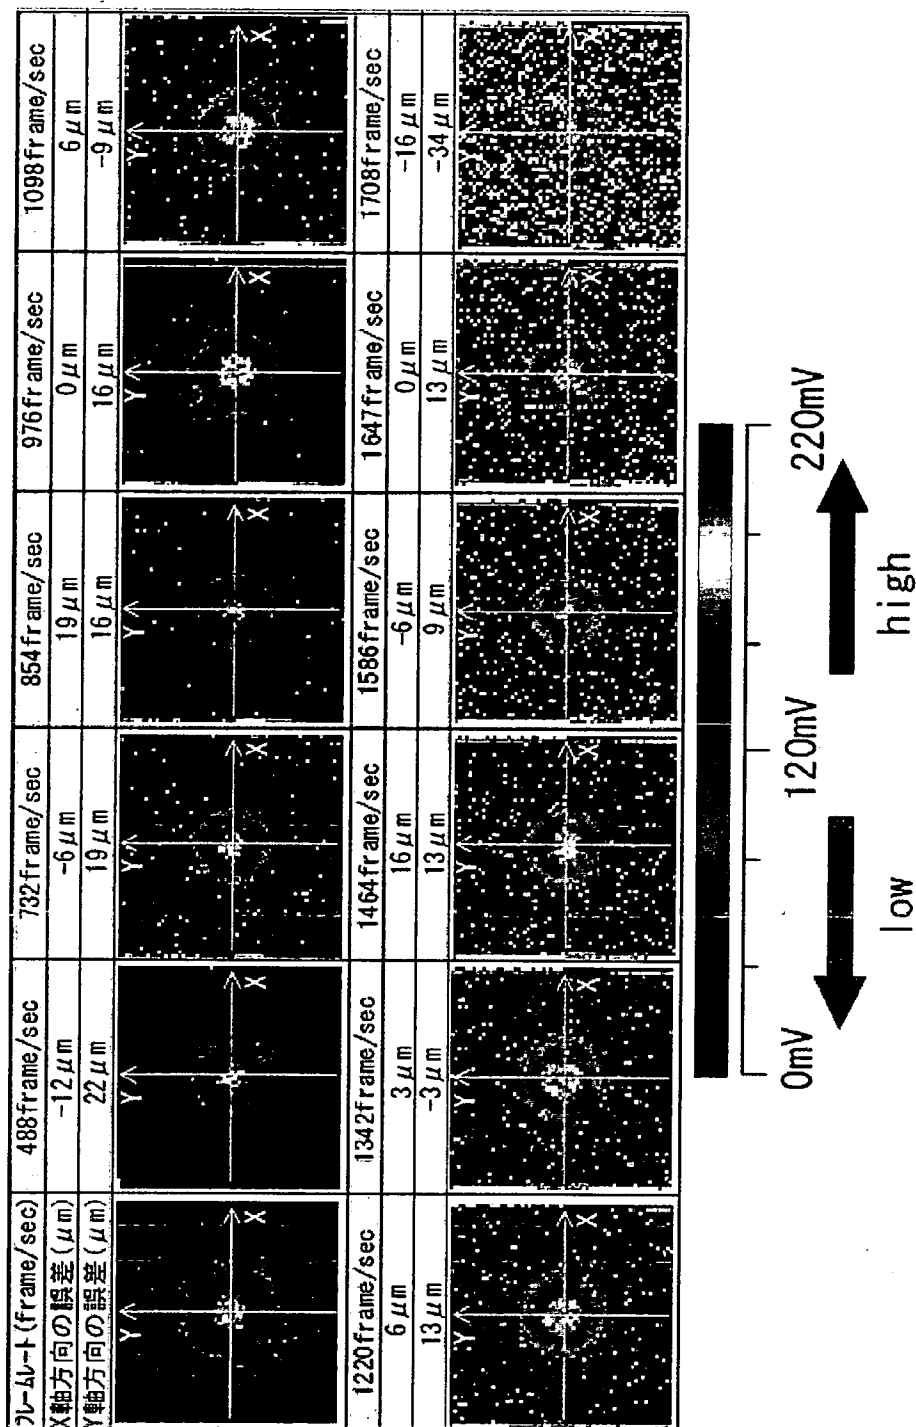 フレームレート(frame/sec) 488frame/sec 732frame/sec 854frame/sec 976frame/sec 1098frame/sec
X軸方向の誤差(μm) -12μm -6μm 19μm 0μm 6μm
Y軸方向の誤差(μm) 22μm 19μm 16μm 16μm -9μm
Y X Y X Y X Y X Y X Y X
1220frame/sec 1342frame/sec 1464frame/sec 1586frame/sec 1647frame/sec 1708frame/sec
6μm 3μm 16μm -6μm 0μm -16μm
13μm -3μm 13μm 9μm 13μm -34μm
Y X Y X Y X Y X Y X Y X
0mV 120mV 220mV
low high